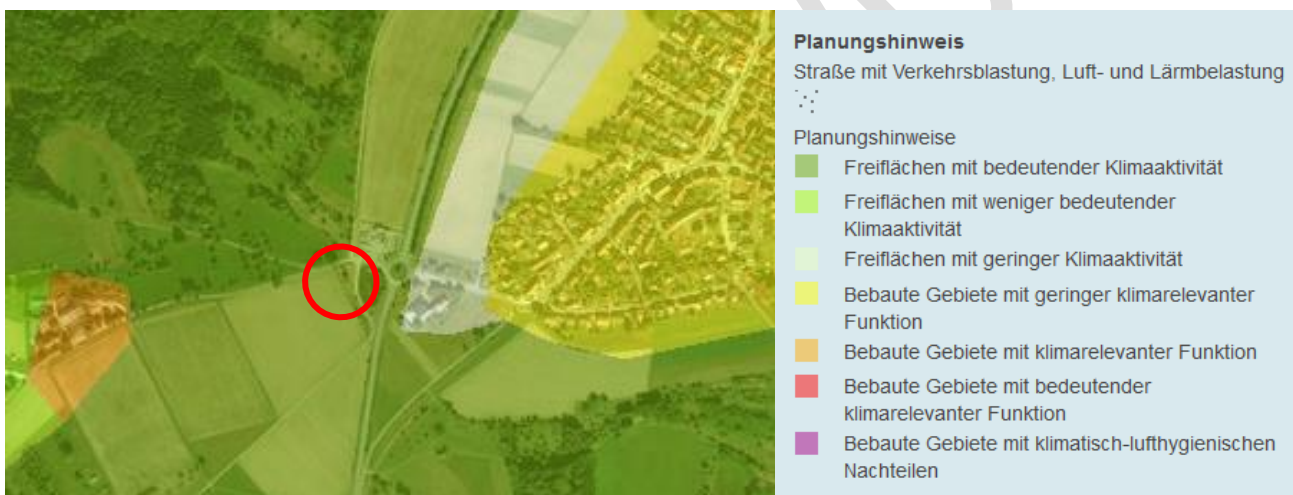 Planungshinweis
Straße mit Verkehrsblastung, Luft- und Lärmbelastung
Planungshinweise
Freiflächen mit bedeutender Klimaaktivität
Freiflächen mit weniger bedeutender
Klimaaktivität
Freiflächen mit geringer Klimaaktivität
Bebaute Gebiete mit geringer klimarelevanter
Funktion
Bebaute Gebiete mit klimarelevanter Funktion
Bebaute Gebiete mit bedeutender
klimarelevanter Funktion
Bebaute Gebiete mit klimatisch-lufthygienischen
Nachteilen